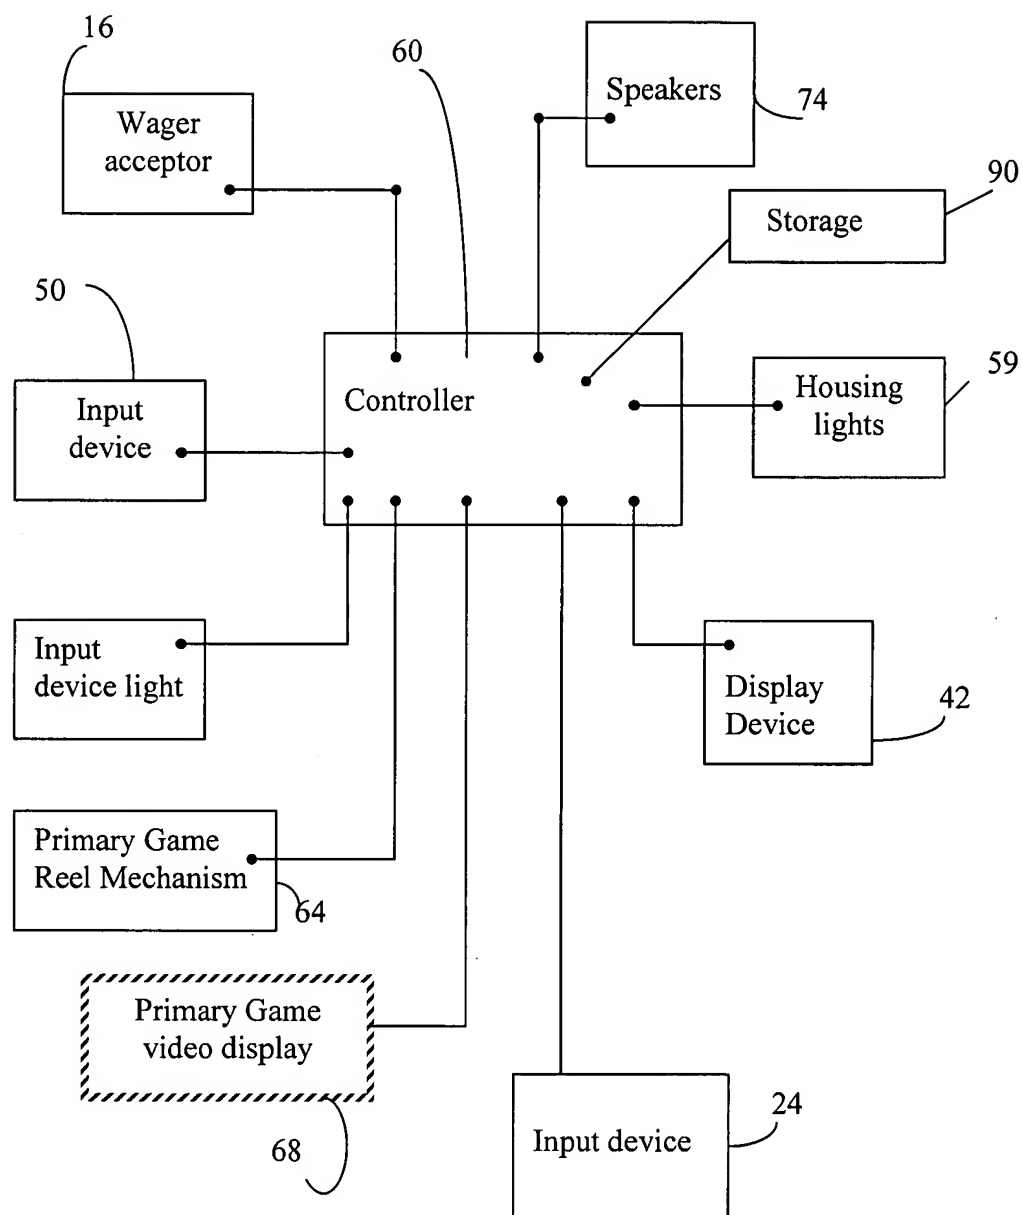 16
Wager
acceptor
60
Speakers
74
90
Storage
50
Input
device
Controller
Housing
lights
59
Input
device light
Display
Device
42
Primary Game
Reel Mechanism
64
Primary Game
video display
68
Input device
24